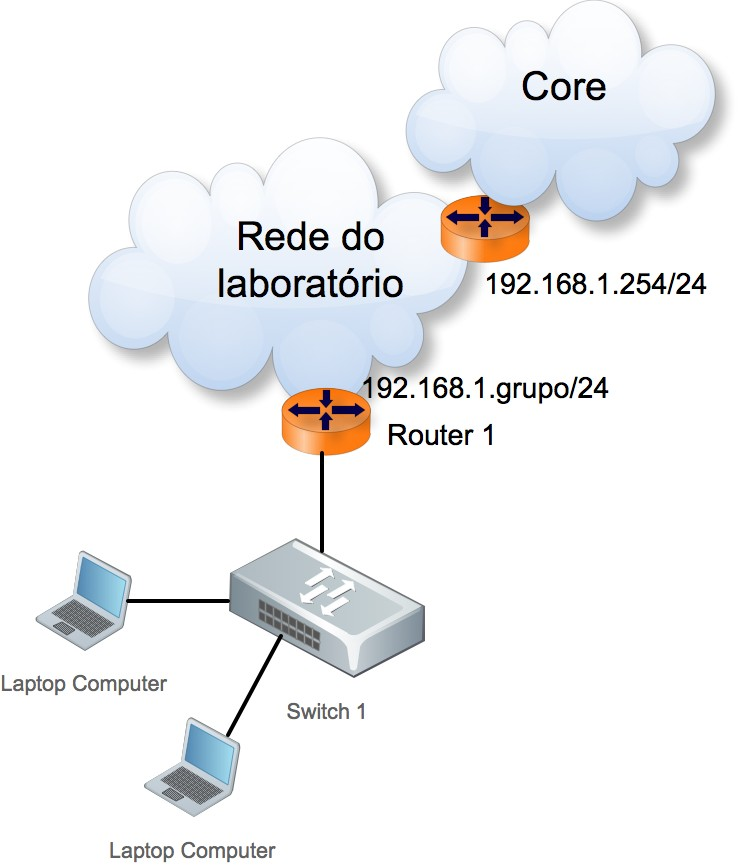 Core
Rede do
laboratório
192.168.1.254/24
192.168.1.grupo/24
Router 1
Laptop Computer
Switch 1
Laptop Computer